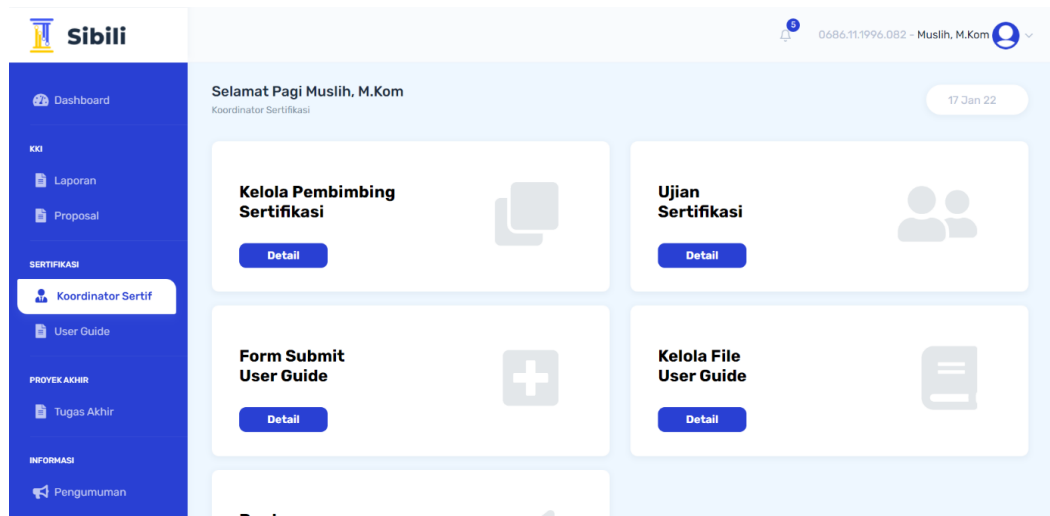 Sibili
5
0686.11.1996.082 - Muslih, M.Kom
Dashboard
KKI
Laporan
Proposal
SERTIFIKASI
Koordinator Sertif
User Guide
PROYEK AKHIR
Tugas Akhir
INFORMASI
Pengumuman
Selamat Pagi Muslih, M.Kom
Koordinator Sertifikasi
17 Jan 22
Kelola Pembimbing
Sertifikasi
Detail
Ujian
Sertifikasi
Detail
Form Submit
User Guide
Detail
Kelola File
User Guide
Detail